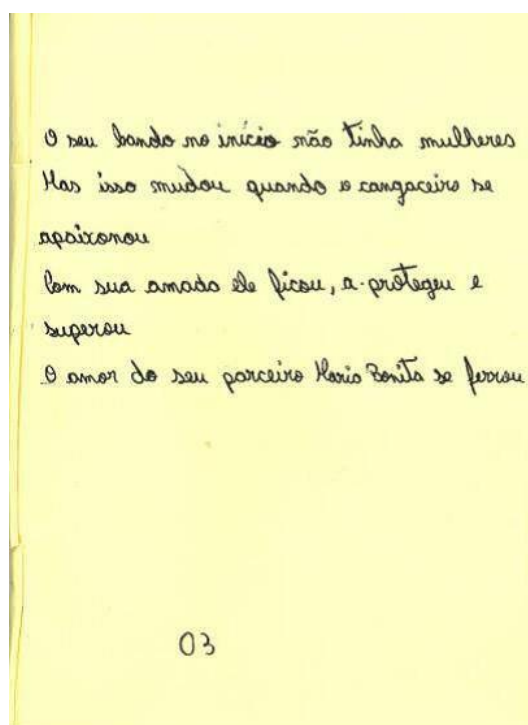 O seu bando no início não tinha mulheres
Mas isso mudou quando o cangaceiro se
apaixonou
Com sua amada ele ficou, a protegeu e
superou
O amor do seu parceiro Maria Bonita se ferrou
03